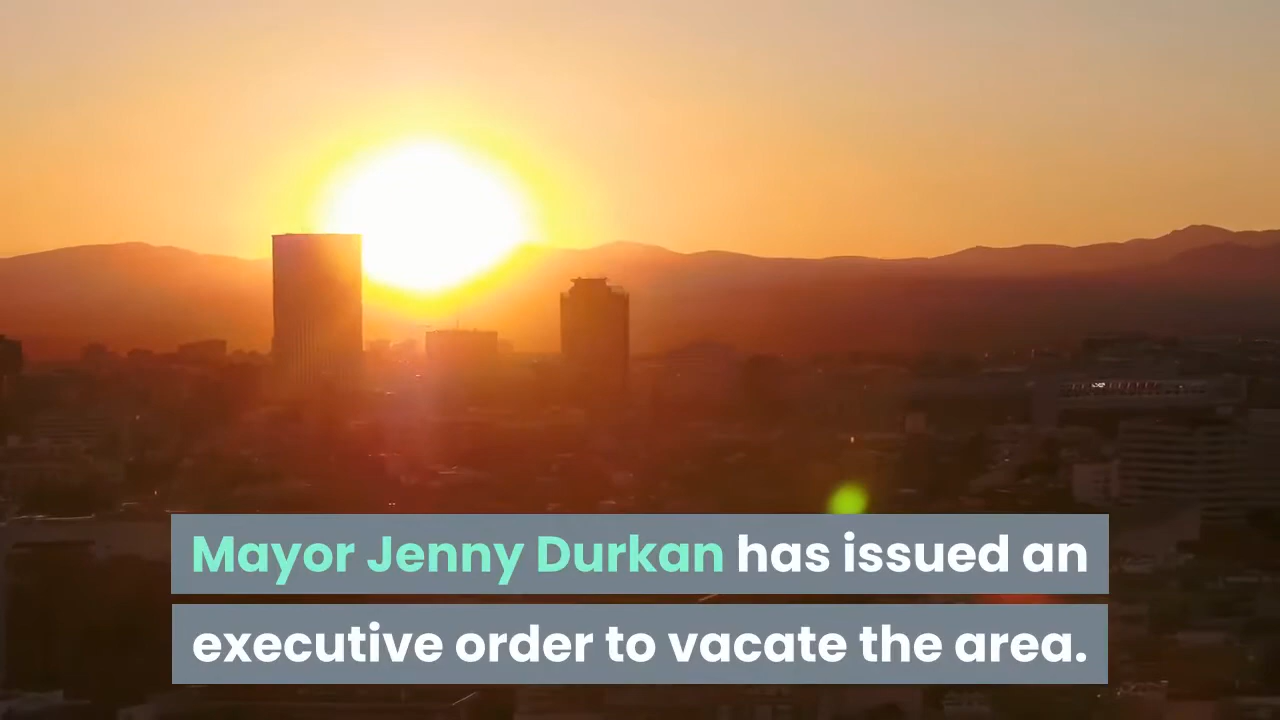 Mayor Jenny Durkan has issued an
executive order to vacate the area.